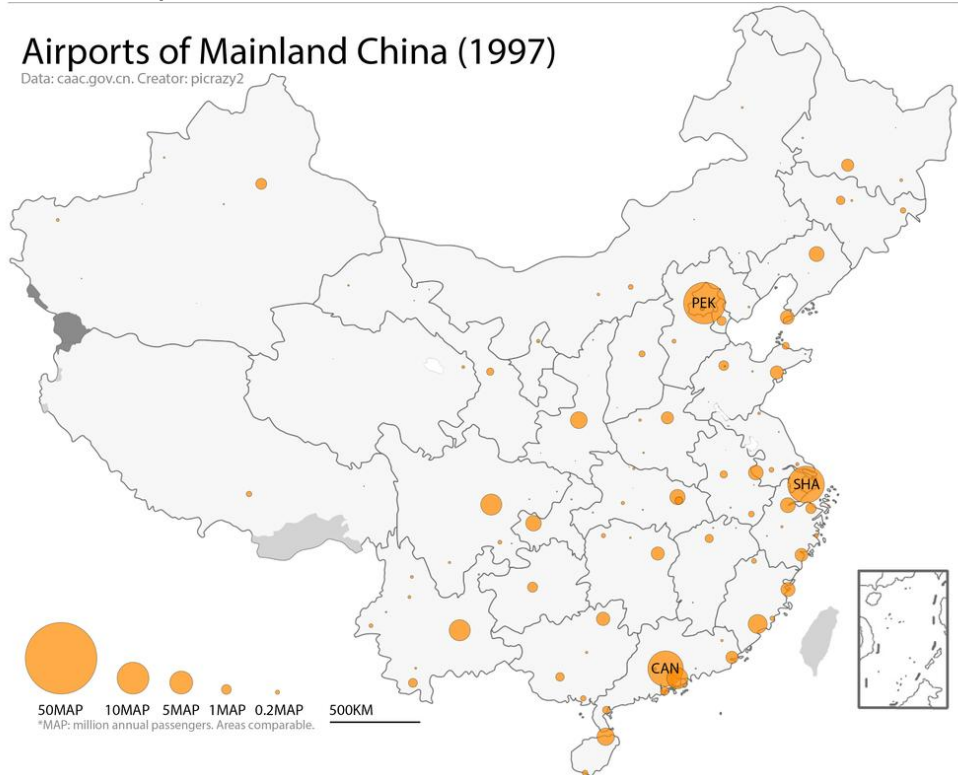 Airports of Mainland China (1997)
Data: caac.gov.cn. Creator: picrazy2
PEK
SHA
CAN
50MAP 10MAP 5MAP 1MAP 0.2MAP 500KM
*MAP: million annual passengers. Areas comparable.